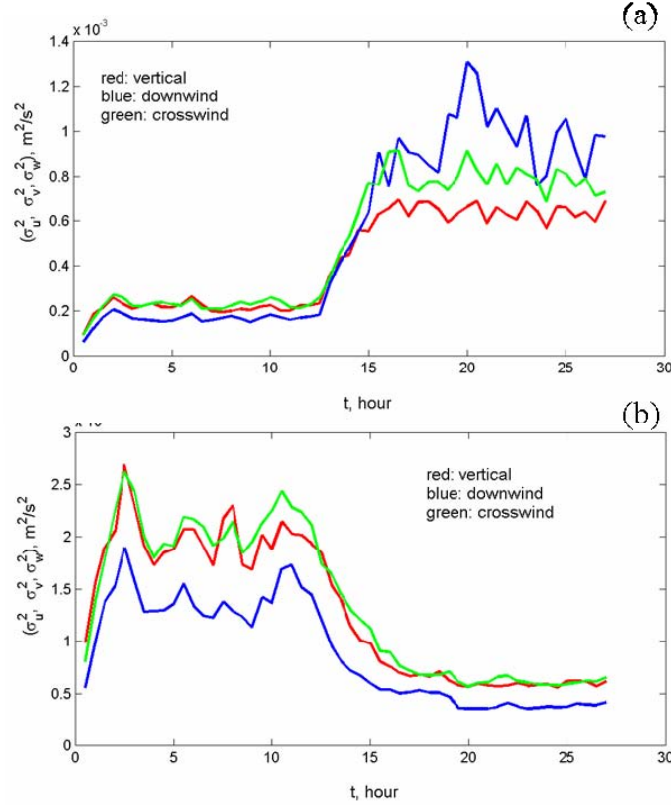 (a)
x 10⁻³
1.4
1.2
1
0.8
0.6
0.4
0.2
0
red: vertical
blue: downwind
green: crosswind
(σ²ᵤ, σ²ᵥ, σ²w), m²/s²
0 5 10 15 20 25 30
t, hour
(b)
3
2.5
2
1.5
1
0.5
0
red: vertical
blue: downwind
green: crosswind
(σ²ᵤ, σ²ᵥ, σ²w), m²/s²
0 5 10 15 20 25 30
t, hour